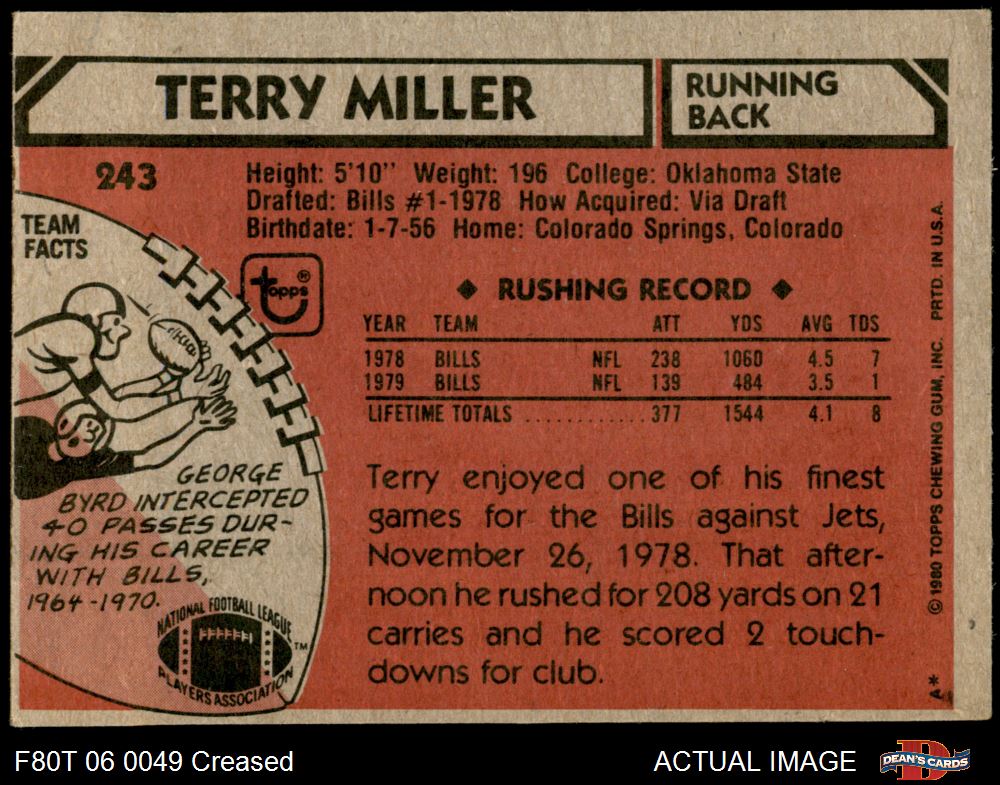 TERRY MILLER
RUNNING
BACK
243
Height: 5'10" Weight: 196 College: Oklahoma State
Drafted: Bills #1-1978 How Acquired: Via Draft
Birthdate: 1-7-56 Home: Colorado Springs, Colorado
TEAM
FACTS
topps®
◆ RUSHING RECORD ◆
YEAR TEAM ATT YDS AVG TDS
1978 BILLS NFL 238 1060 4.5 7
1979 BILLS NFL 139 484 3.5 1
LIFETIME TOTALS ............ 377 1544 4.1 8
GEORGE
BYRD INTERCEPTED
40 PASSES DUR-
ING HIS CAREER
WITH BILLS,
1964-1970.
NATIONAL FOOTBALL LEAGUE
PLAYERS ASSOCIATION
TM
Terry enjoyed one of his finest
games for the Bills against Jets,
November 26, 1978. That after-
noon he rushed for 208 yards on 21
carries and he scored 2 touch-
downs for club.
A* © 1980 TOPPS CHEWING GUM, INC. PRTD. IN U.S.A.
F80T 06 0049 Creased
ACTUAL IMAGE
DEAN'S CARDS